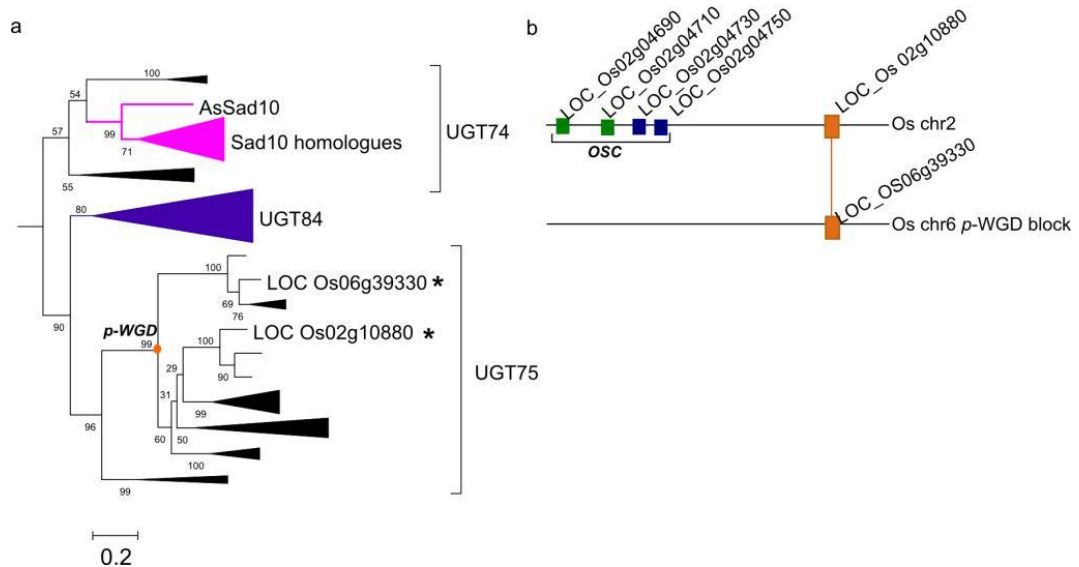 a
100
54
AsSad10
57
99
Sad10 homologues
71
UGT74
55
80
UGT84
100
LOC Os06g39330 *
69
76
90
p-WGD
99
LOC Os02g10880 *
100
29
90
UGT75
31
99
96
60
50
100
99
0.2
b
LOC_Os02g04690
LOC_Os02g04710
LOC_Os02g04730
LOC_Os02g04750
LOC_Os 02g10880
Os chr2
OSC
LOC_OS06g39330
Os chr6 p-WGD block